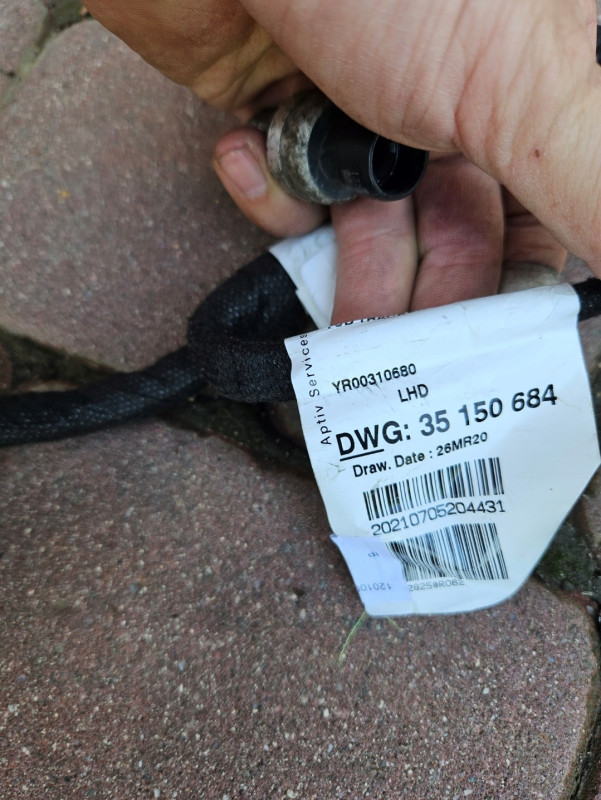 Aptiv Services
YR00310680
LHD
DWG: 35 150 684
Draw. Date : 26MR20
20210705204431